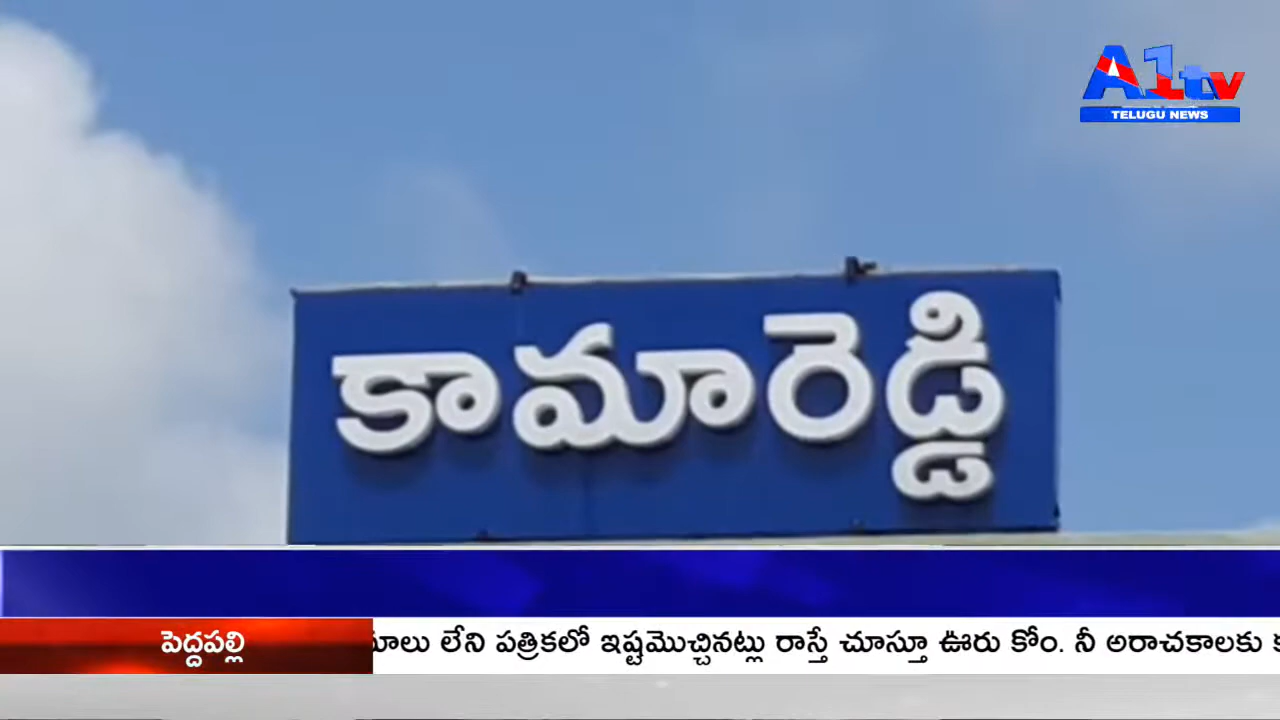 A1tv
TELUGU NEWS
కామారెడ్డి
పెద్దపల్లి
లేని పత్రికలో ఇష్టమొచ్చినట్లు రాస్తే చూస్తూ ఊరు కోం. నీ అరాచకాలకు